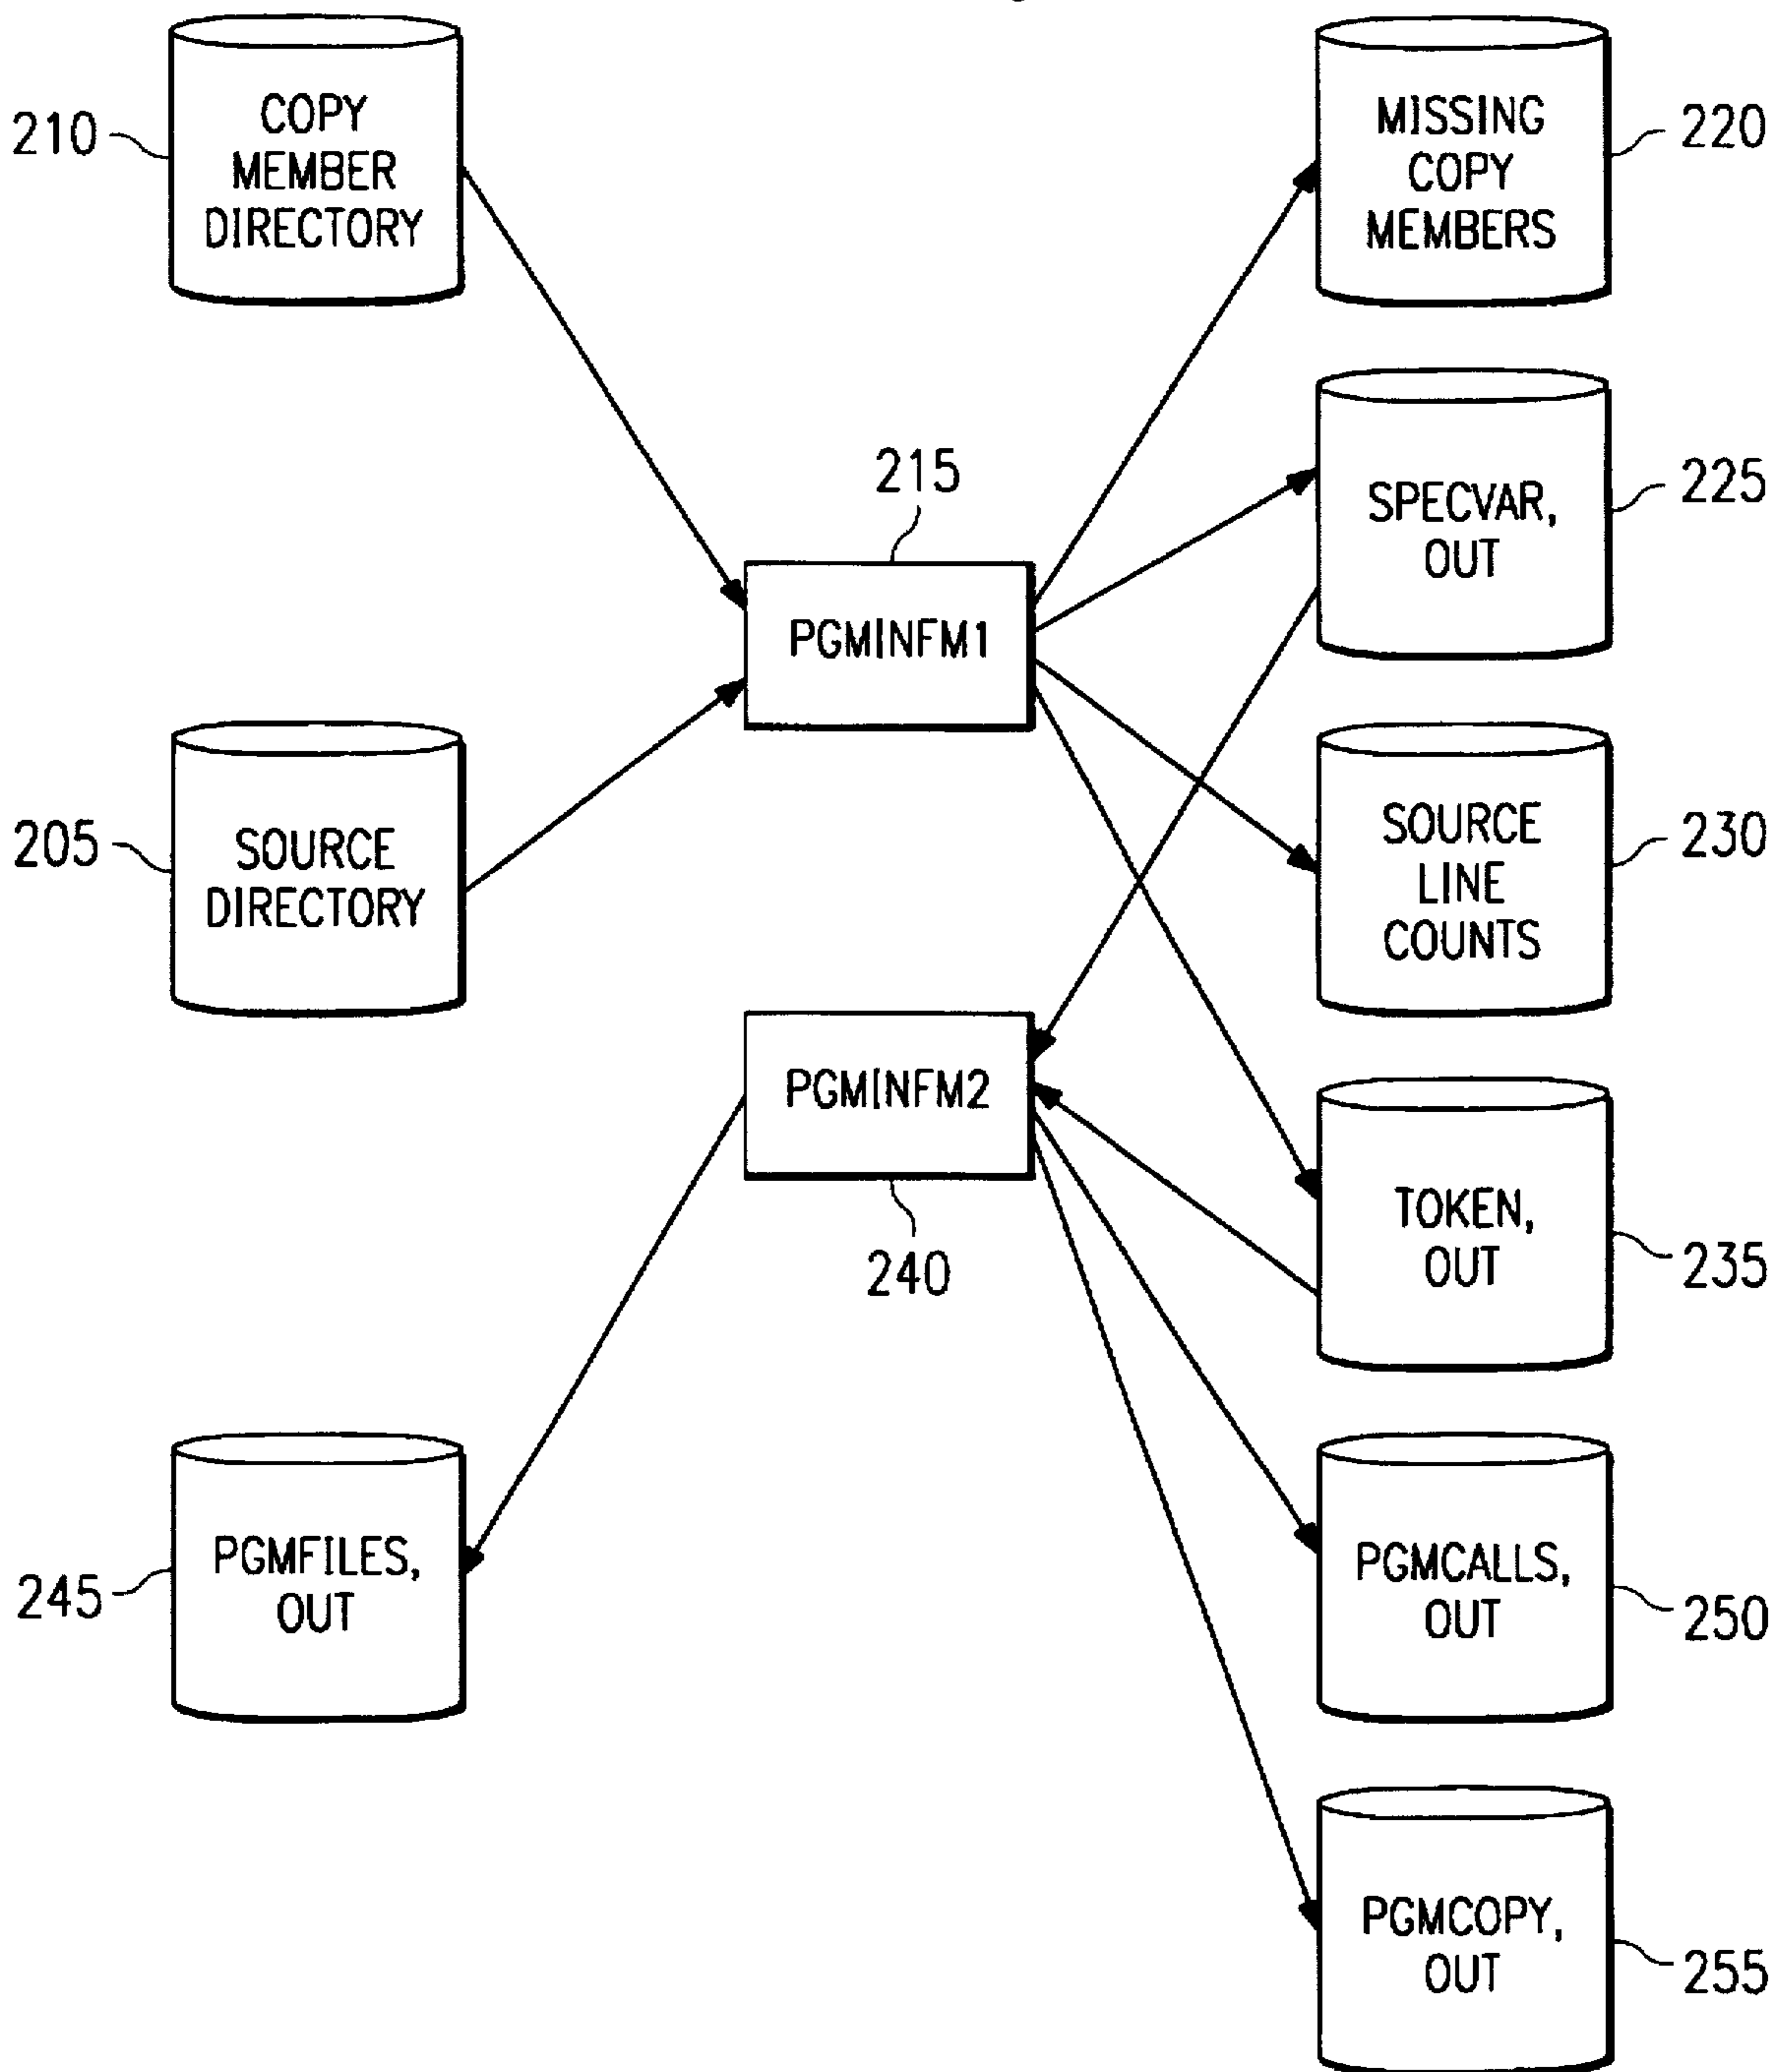 210
COPY
MEMBER
DIRECTORY
MISSING
COPY
MEMBERS
220
215
SPECVAR,
OUT
225
PGMINFM1
205
SOURCE
DIRECTORY
SOURCE
LINE
COUNTS
230
PGMINFM2
240
TOKEN,
OUT
235
245
PGMFILES,
OUT
PGMCALLS,
OUT
250
PGMCOPY,
OUT
255